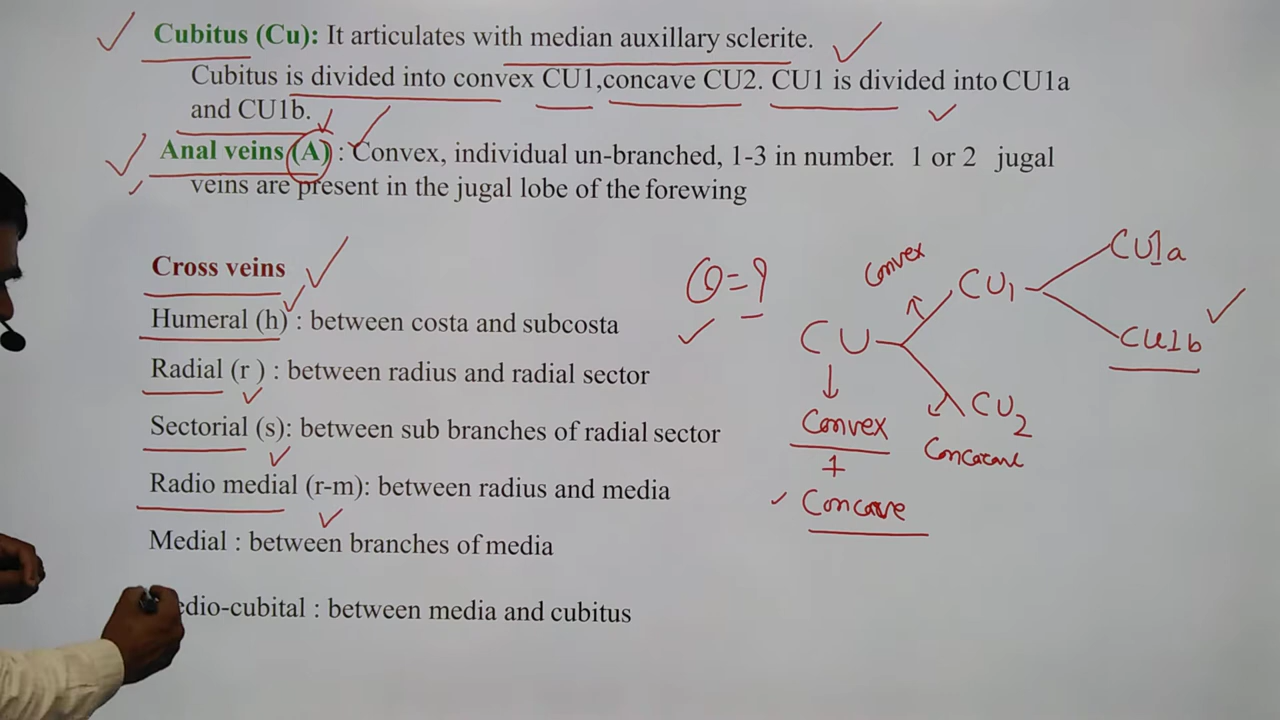 Cubitus (Cu): It articulates with median auxillary sclerite.
Cubitus is divided into convex CU1,concave CU2. CU1 is divided into CU1a
and CU1b.
Anal veins (A) : Convex, individual un-branched, 1-3 in number. 1 or 2 jugal
veins are present in the jugal lobe of the forewing
Cross veins
Humeral (h) : between costa and subcosta
Radial (r ) : between radius and radial sector
Sectorial (s): between sub branches of radial sector
Radio medial (r-m): between radius and media
Medial : between branches of media
edio-cubital : between media and cubitus
Convex
CU1
CU1a
CU1b
CU
CU2
Convex
+
Concave